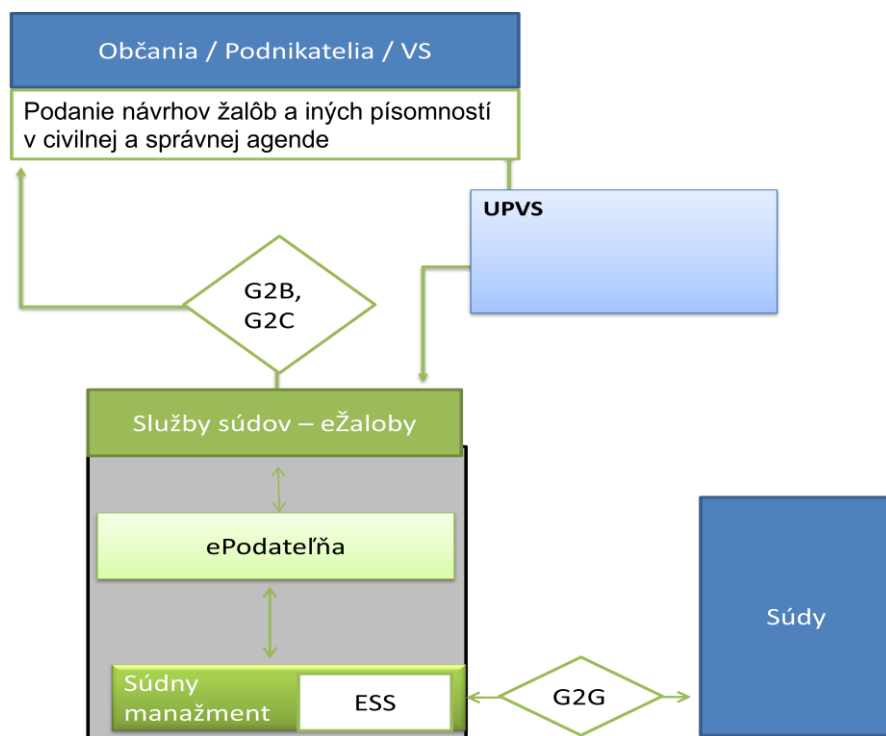 Občania / Podnikatelia / VS
Podanie návrhov žalôb a iných písomností
v civilnej a správnej agende
UPVS
G2B,
G2C
Služby súdov – eŽaloby
ePodateľňa
Súdny
manažment
ESS
G2G
Súdy